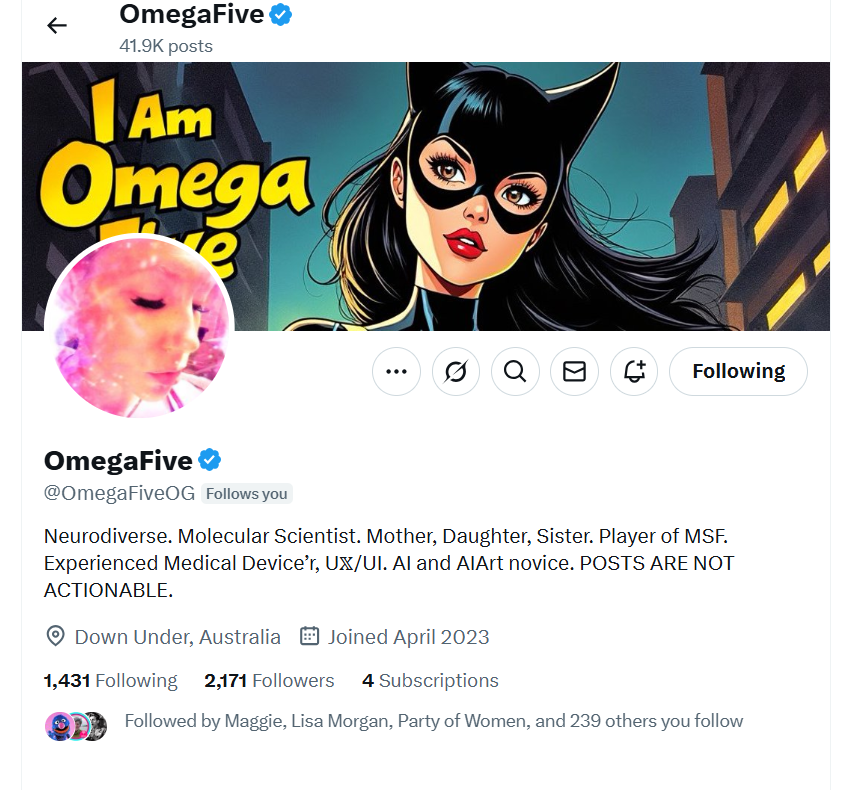 OmegaFive
41.9K posts
I Am
Omega
Five
Following
OmegaFive
@OmegaFiveOG Follows you
Neurodiverse. Molecular Scientist. Mother, Daughter, Sister. Player of MSF.
Experienced Medical Device’r, U𝕏/UI. AI and AIArt novice. POSTS ARE NOT
ACTIONABLE.
Down Under, Australia Joined April 2023
1,431 Following 2,171 Followers 4 Subscriptions
Followed by Maggie, Lisa Morgan, Party of Women, and 239 others you follow